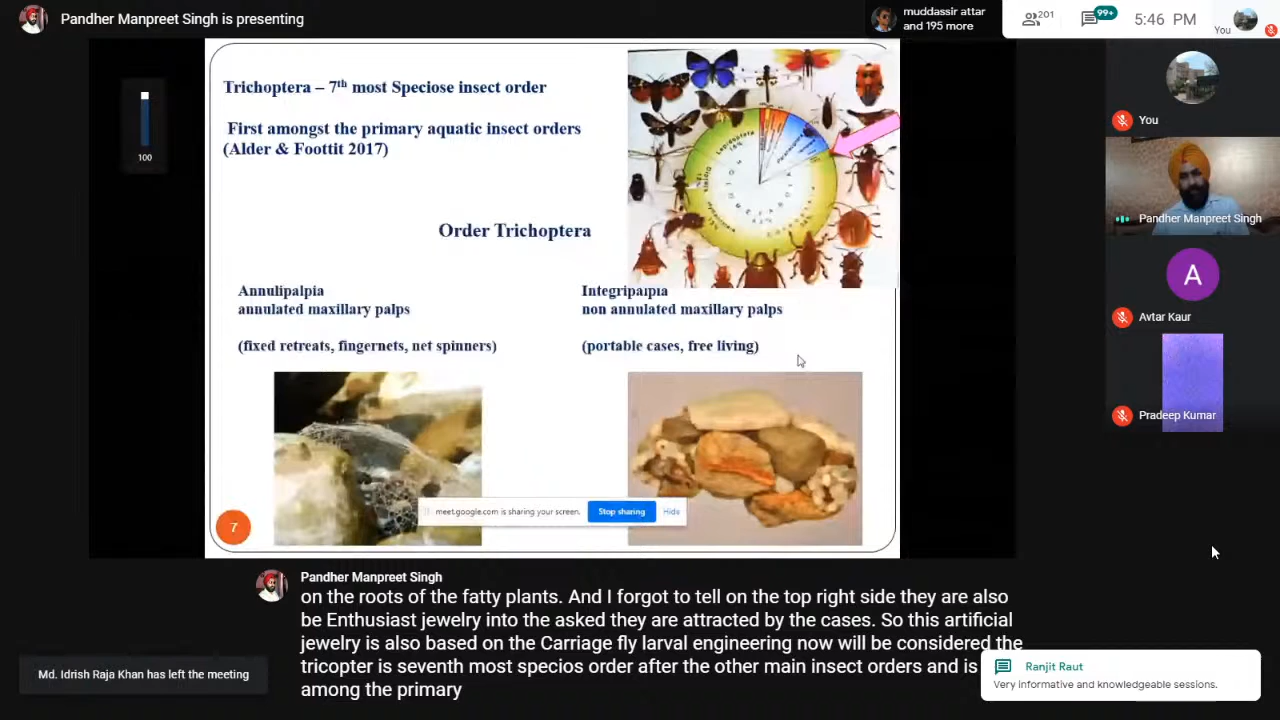 Pandher Manpreet Singh is presenting
muddassir attar
and 195 more
201
99+
5:46 PM
You
100
Trichoptera – 7th most Speciose insect order
First amongst the primary aquatic insect orders
(Alder & Foottit 2017)
Order Trichoptera
Annulipalpia
annulated maxillary palps
(fixed retreats, fingernets, net spinners)
Integripalpia
non annulated maxillary palps
(portable cases, free living)
meet.google.com is sharing your screen.
Stop sharing
Hide
7
You
Pandher Manpreet Singh
A
Avtar Kaur
Pradeep Kumar
Pandher Manpreet Singh
on the roots of the fatty plants. And I forgot to tell on the top right side they are also
be Enthusiast jewelry into the asked they are attracted by the cases. So this artificial
jewelry is also based on the Carriage fly larval engineering now will be considered the
tricopter is seventh most specios order after the other main insect orders and is
among the primary
Md. Idrish Raja Khan has left the meeting
Ranjit Raut
Very informative and knowledgeable sessions.